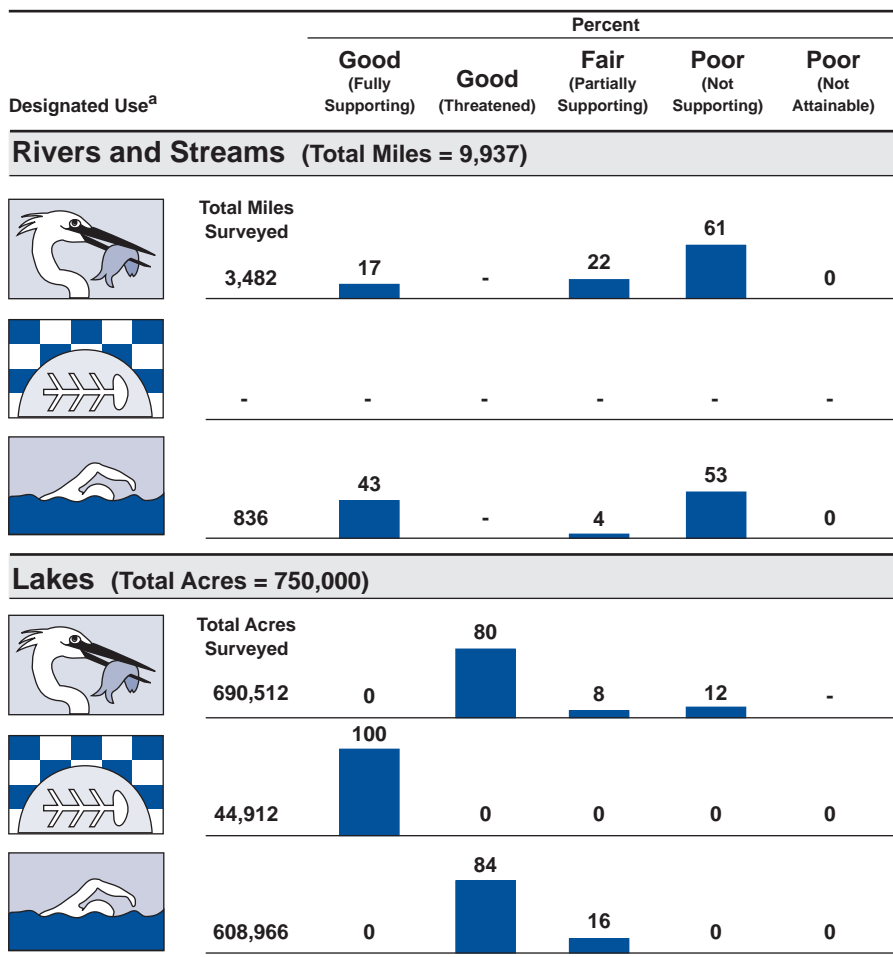 Percent
Designated Useᵃ
Good (Fully Supporting)
Good (Threatened)
Fair (Partially Supporting)
Poor (Not Supporting)
Poor (Not Attainable)
Rivers and Streams (Total Miles = 9,937)
Total Miles Surveyed
3,482 17 - 22 61 0
- - - - - -
836 43 - 4 53 0
Lakes (Total Acres = 750,000)
Total Acres Surveyed
690,512 0 80 8 12 -
44,912 100 0 0 0 0
608,966 0 84 16 0 0